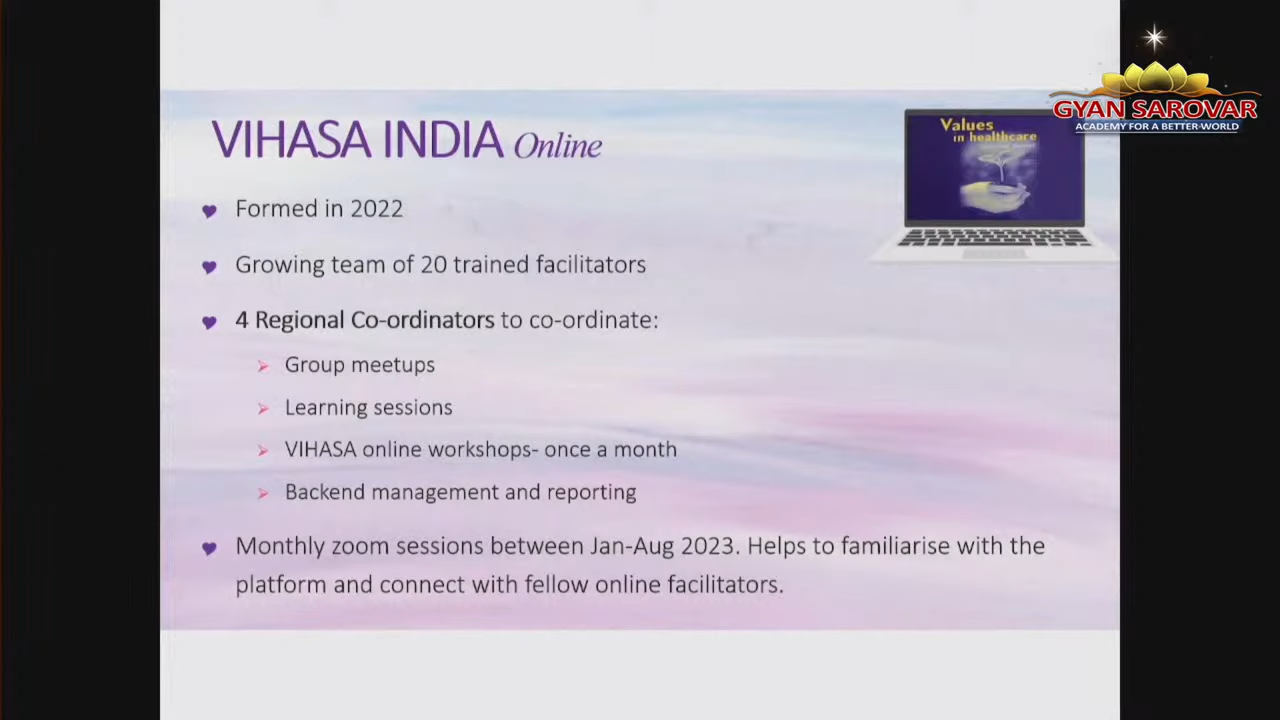 GYAN SAROVAR
ACADEMY FOR A BETTER WORLD
Values
in healthcare
VIHASA INDIA Online
Formed in 2022
Growing team of 20 trained facilitators
4 Regional Co-ordinators to co-ordinate:
Group meetups
Learning sessions
VIHASA online workshops- once a month
Backend management and reporting
Monthly zoom sessions between Jan-Aug 2023. Helps to familiarise with the
platform and connect with fellow online facilitators.